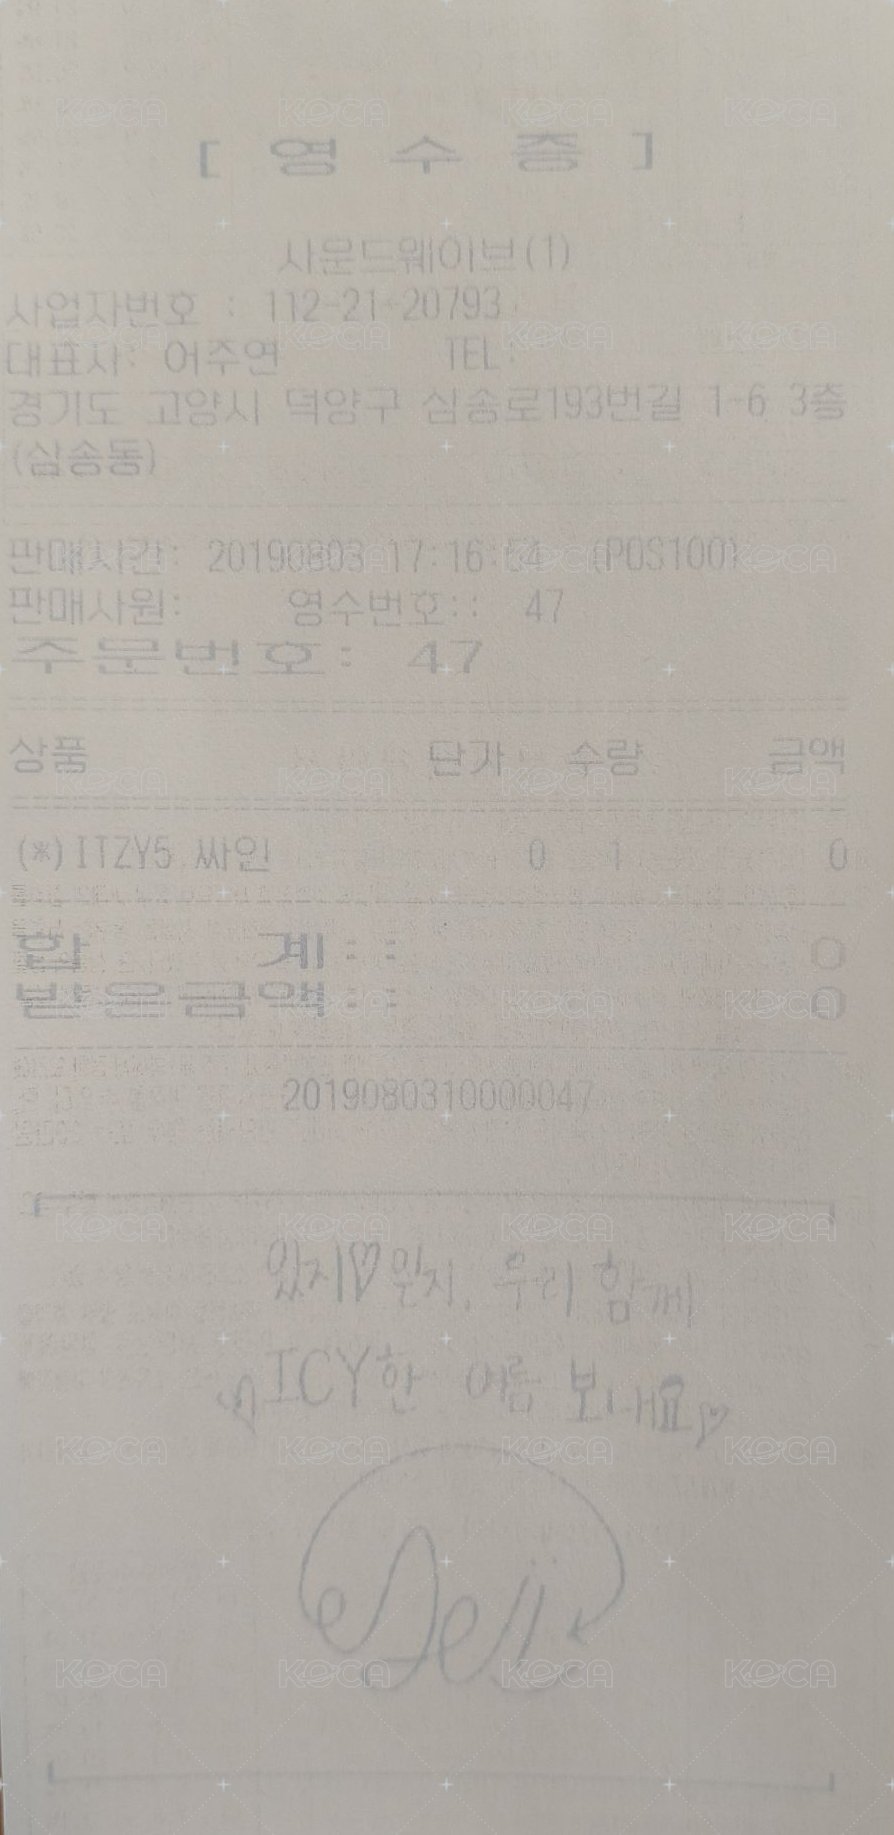 [ 영 수 증 ]
사운드웨이브(1)
사업자번호 : 112-21-20793
대표사: 어주연 TEL:
경기도 고양시 덕양구 삼송로193번길 1-6 3층
(삼송동)
판매시간: 20190803 17:16:54 (POS100)
판매사원: 영수번호:: 47
주문번호: 47
상품 단가 수량 금액
(*)ITZY5 싸인 0 1 0
합 계:: 0
받은금액:: 0
2019080310000047
있지♡믿지, 우리 함께
ICY한 여름 보내요♡
Yeji
KOCA